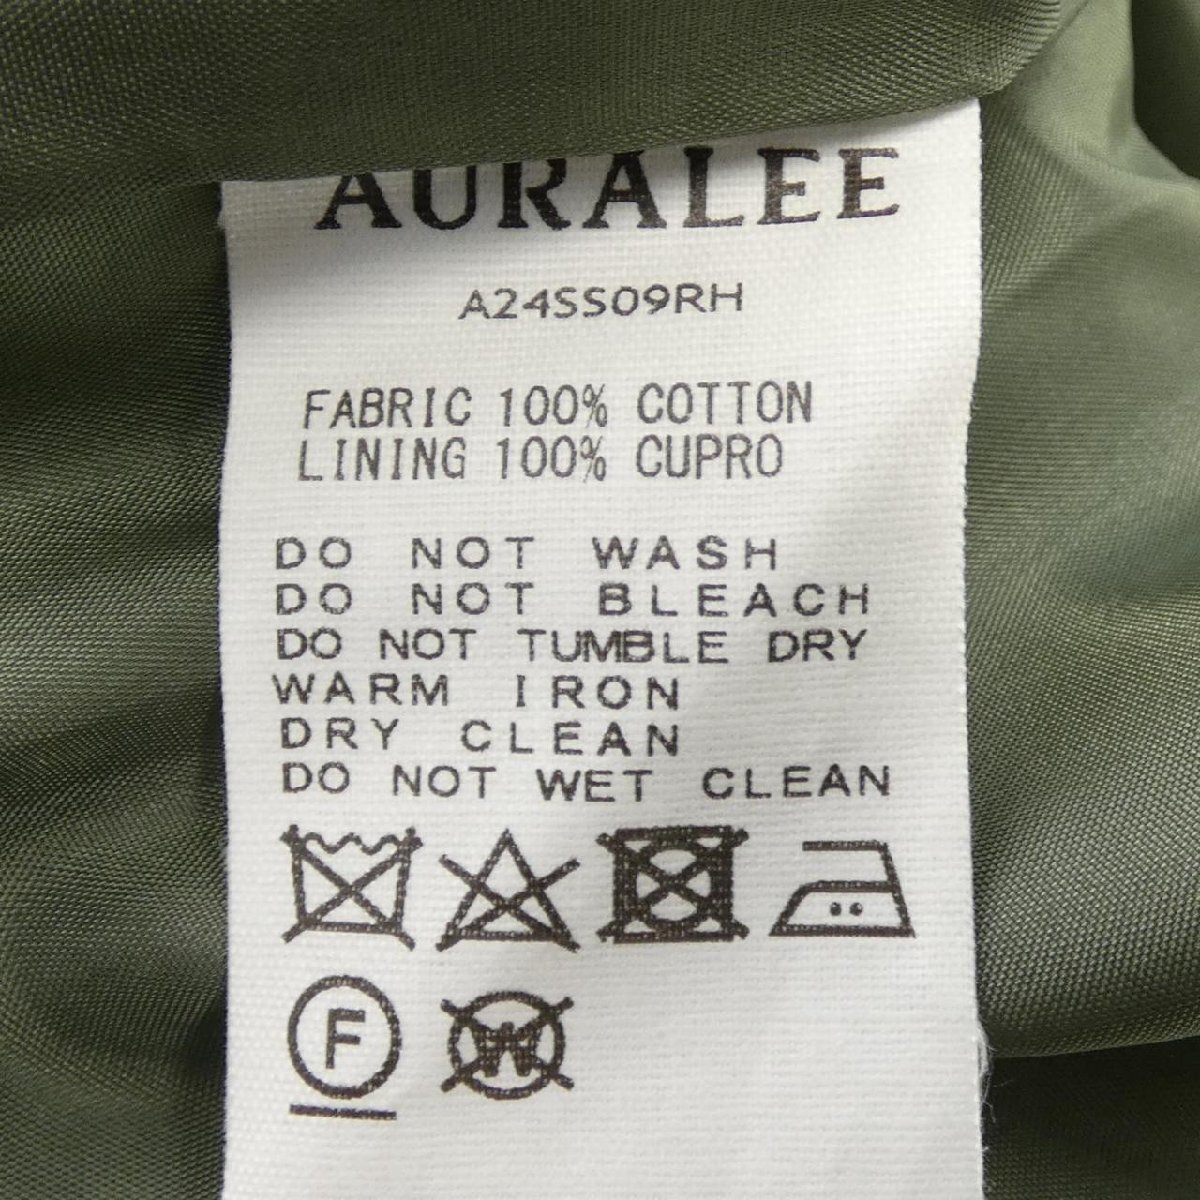 AURALEE
A24SS09RH
FABRIC 100% COTTON
LINING 100% CUPRO
DO NOT WASH
DO NOT BLEACH
DO NOT TUMBLE DRY
WARM IRON
DRY CLEAN
DO NOT WET CLEAN
F W